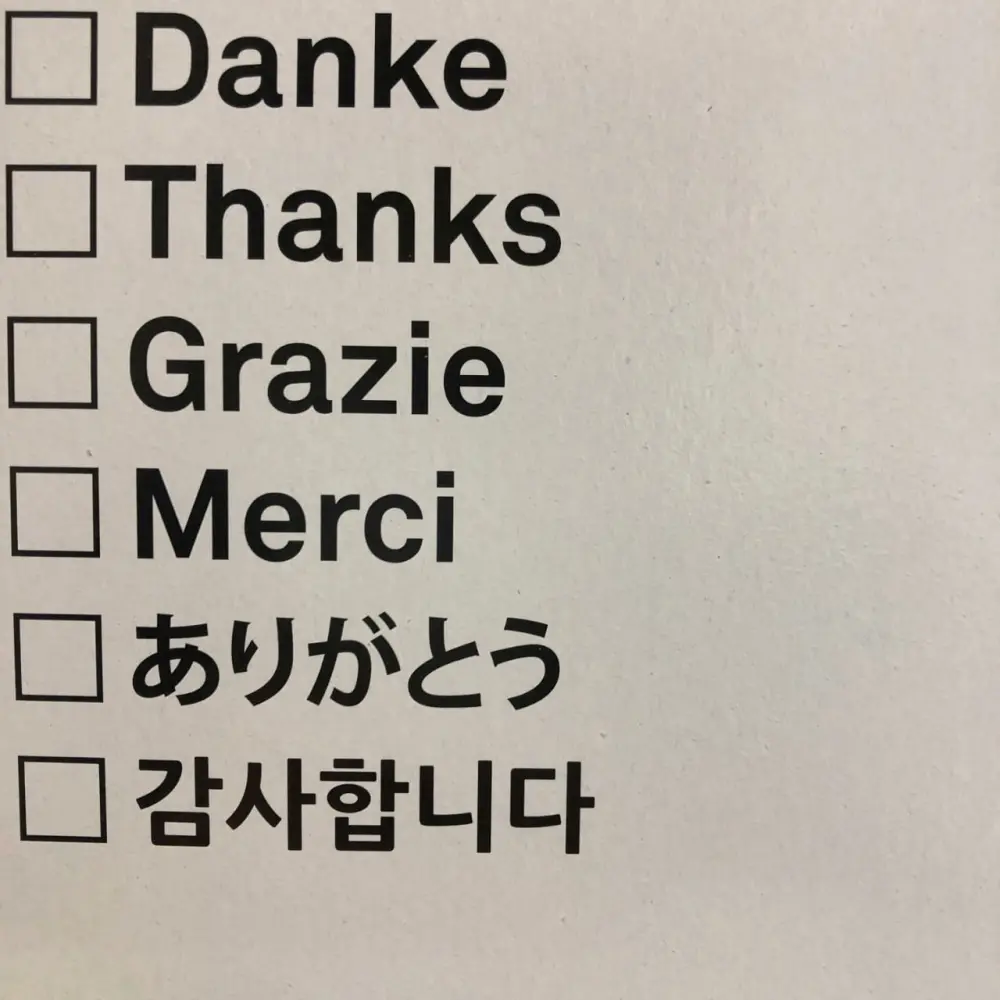 Danke
Thanks
Grazie
Merci
ありがとう
감사합니다